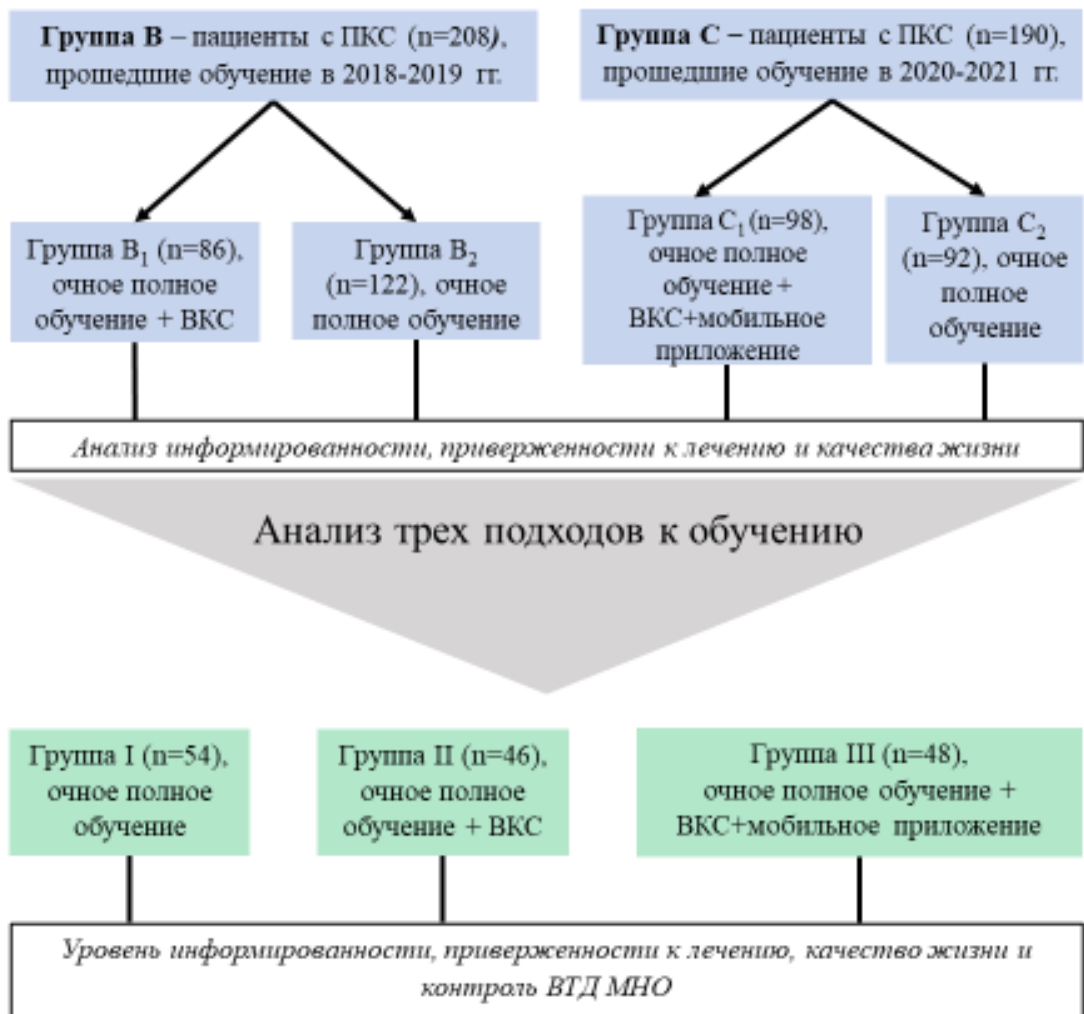 Группа В – пациенты с ПКС (n=208),
прошедшие обучение в 2018-2019 гг.
Группа С – пациенты с ПКС (n=190),
прошедшие обучение в 2020-2021 гг.
Группа В₁ (n=86),
очное полное
обучение + ВКС
Группа В₂
(n=122), очное
полное обучение
Группа С₁ (n=98),
очное полное
обучение +
ВКС+мобильное
приложение
Группа С₂
(n=92), очное
полное
обучение
Анализ информированности, приверженности к лечению и качества жизни
Анализ трех подходов к обучению
Группа I (n=54),
очное полное
обучение
Группа II (n=46),
очное полное
обучение + ВКС
Группа III (n=48),
очное полное обучение +
ВКС+мобильное приложение
Уровень информированности, приверженности к лечению, качество жизни и
контроль ВТД МНО